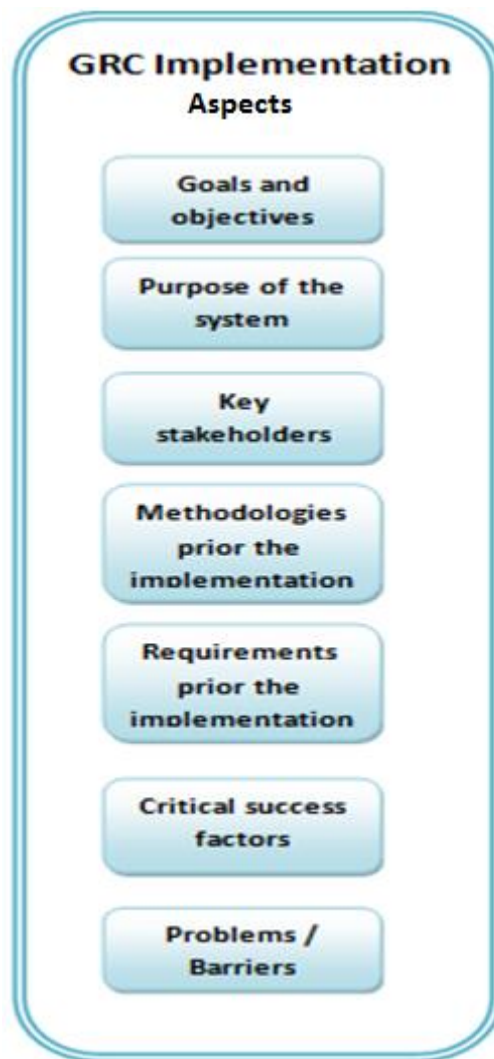 GRC Implementation
Aspects
Goals and
objectives
Purpose of the
system
Key
stakeholders
Methodologies
prior the
implementation
Requirements
prior the
implementation
Critical success
factors
Problems /
Barriers